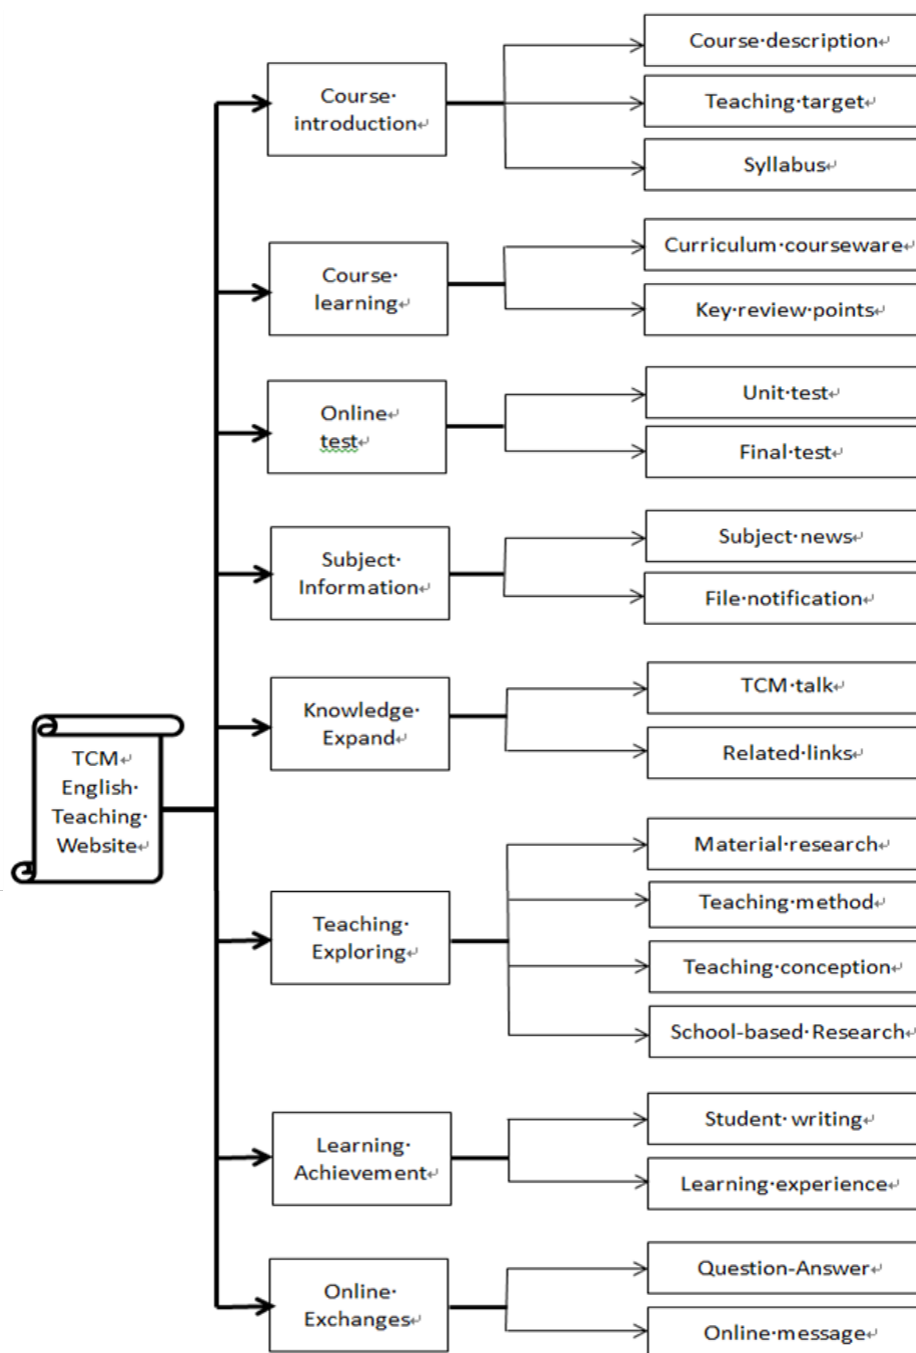 Course description
Course
introduction
Teaching target
Syllabus
Curriculum courseware
Course
learning
Key review points
Unit test
Online
test
Final test
Subject news
Subject
Information
File notification
TCM talk
Knowledge
Expand
Related links
TCM
English
Teaching
Website
Material research
Teaching method
Teaching
Exploring
Teaching conception
School-based Research
Student writing
Learning
Achievement
Learning experience
Question-Answer
Online
Exchanges
Online message